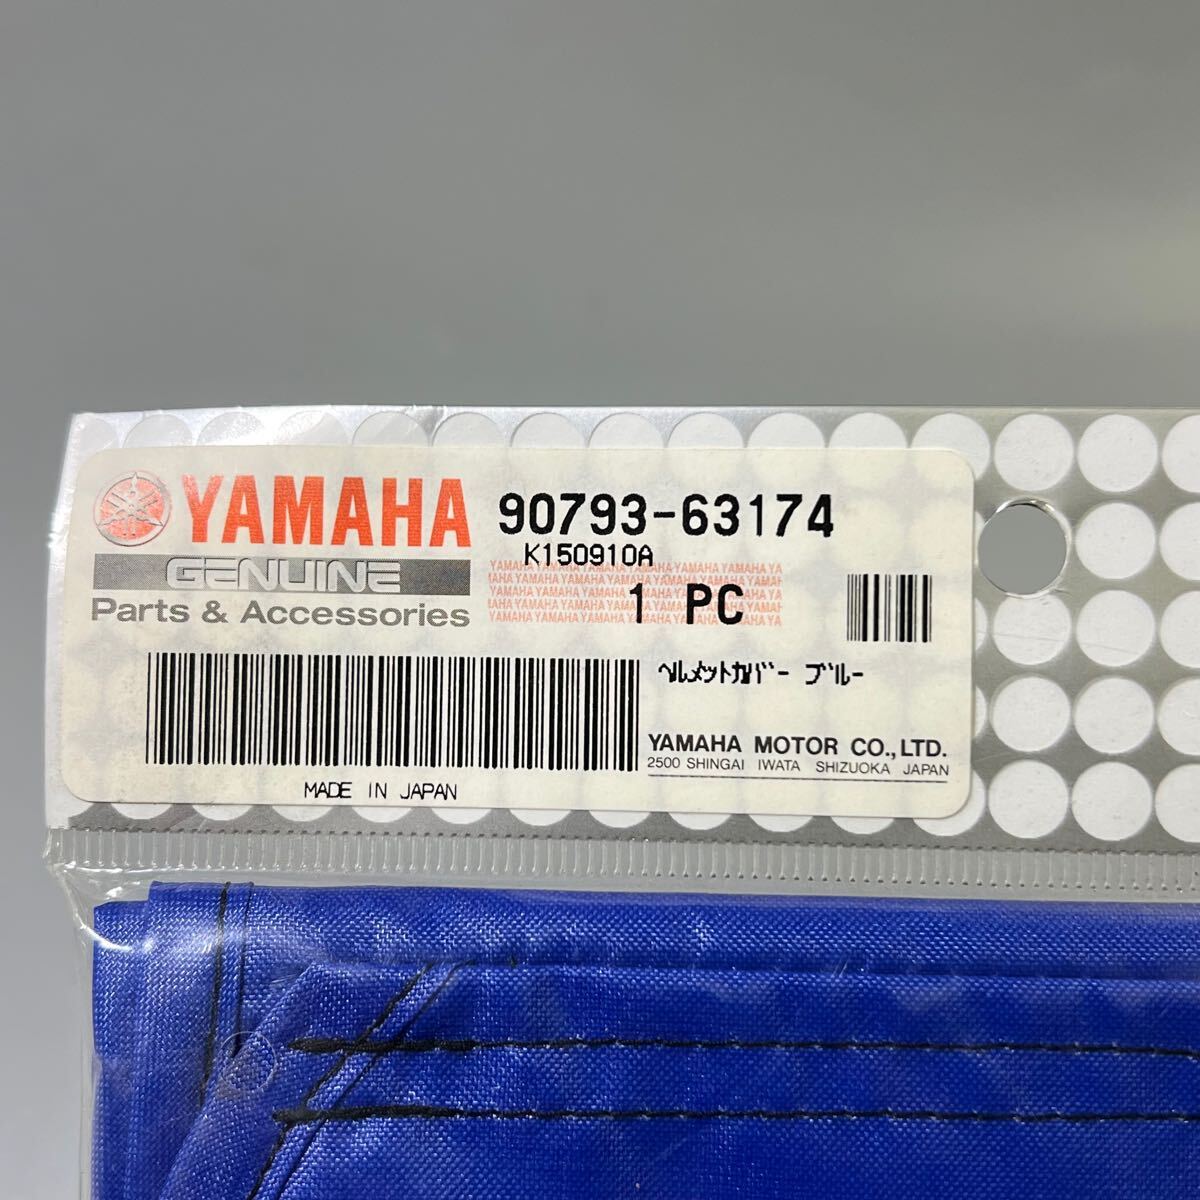 YAMAHA
GENUINE
Parts & Accessories
90793-63174
K150910A
1 PC
ヘルメットカバー ブルー
YAMAHA MOTOR CO.,LTD.
2500 SHINGAI IWATA SHIZUOKA JAPAN
MADE IN JAPAN